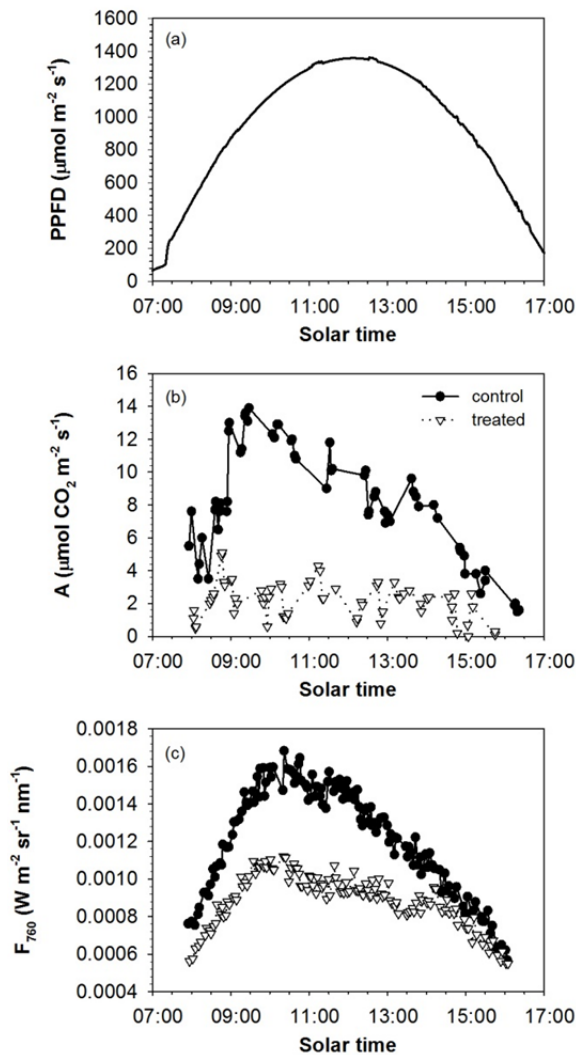 (a)
PPFD (μmol m⁻² s⁻¹)
1600
1400
1200
1000
800
600
400
200
0
07:00 09:00 11:00 13:00 15:00 17:00
Solar time
(b)
control
treated
A (μmol CO₂ m⁻² s⁻¹)
16
14
12
10
8
6
4
2
0
07:00 09:00 11:00 13:00 15:00 17:00
Solar time
(c)
F₇₆₀ (W m⁻² sr⁻¹ nm⁻¹)
0.0018
0.0016
0.0014
0.0012
0.0010
0.0008
0.0006
0.0004
07:00 09:00 11:00 13:00 15:00 17:00
Solar time